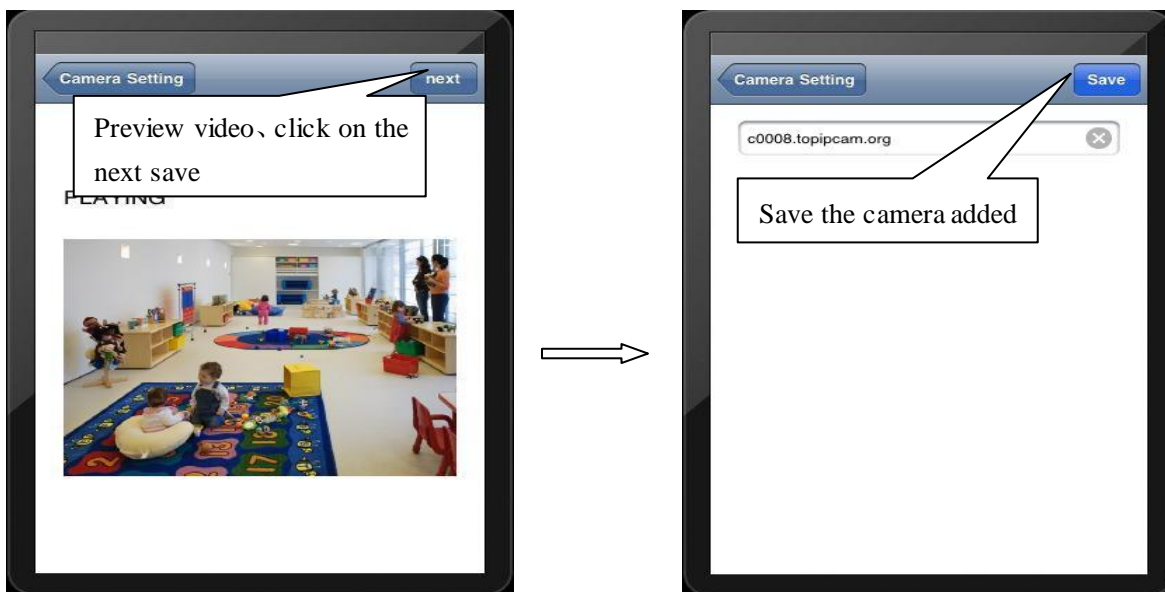 Camera Setting
next
Preview video、click on the
next save
PLAYING
Camera Setting
Save
c0008.topipcam.org
Save the camera added